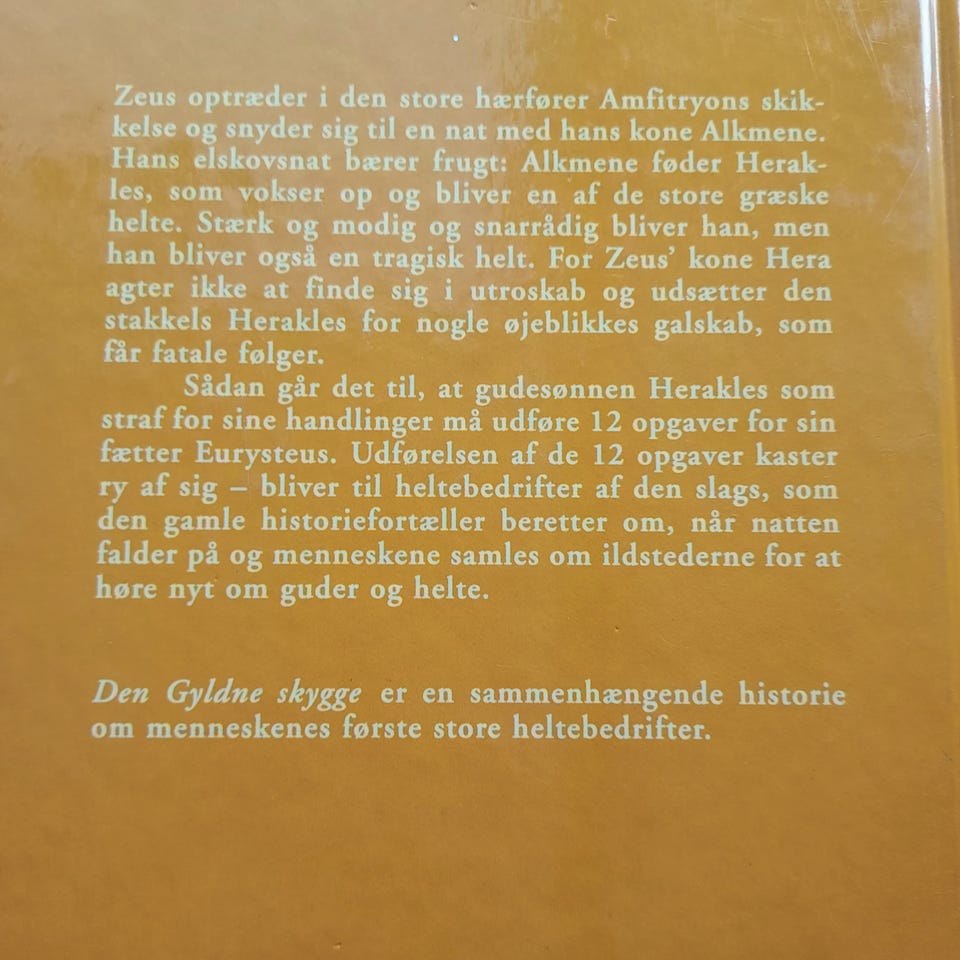 Zeus optræder i den store hærfører Amfitryons skik-
kelse og snyder sig til en nat med hans kone Alkmene.
Hans elskovsnat bærer frugt: Alkmene føder Herak-
les, som vokser op og bliver en af de store græske
helte. Stærk og modig og snarrådig bliver han, men
han bliver også en tragisk helt. For Zeus’ kone Hera
agter ikke at finde sig i utroskab og udsætter den
stakkels Herakles for nogle øjeblikkes galskab, som
får fatale følger.
Sådan går det til, at gudesønnen Herakles som
straf for sine handlinger må udføre 12 opgaver for sin
fætter Eurysteus. Udførelsen af de 12 opgaver kaster
ry af sig – bliver til heltebedrifter af den slags, som
den gamle historiefortæller beretter om, når natten
falder på og menneskene samles om ildstederne for at
høre nyt om guder og helte.
Den Gyldne skygge er en sammenhængende historie
om menneskenes første store heltebedrifter.